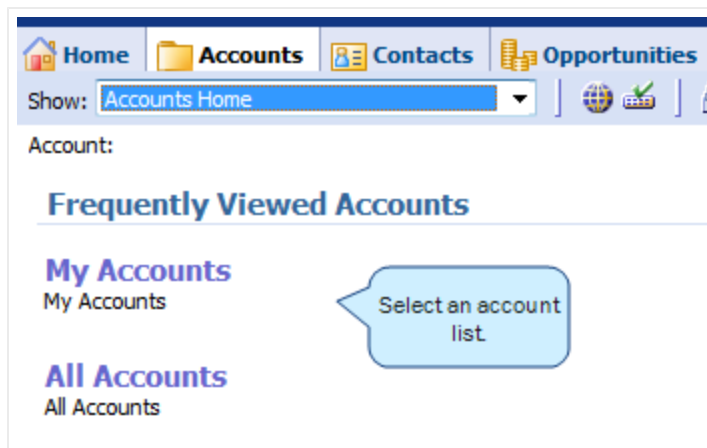 Home Accounts Contacts Opportunities
Show: Accounts Home
Account:
Frequently Viewed Accounts
My Accounts
My Accounts
Select an account
list.
All Accounts
All Accounts